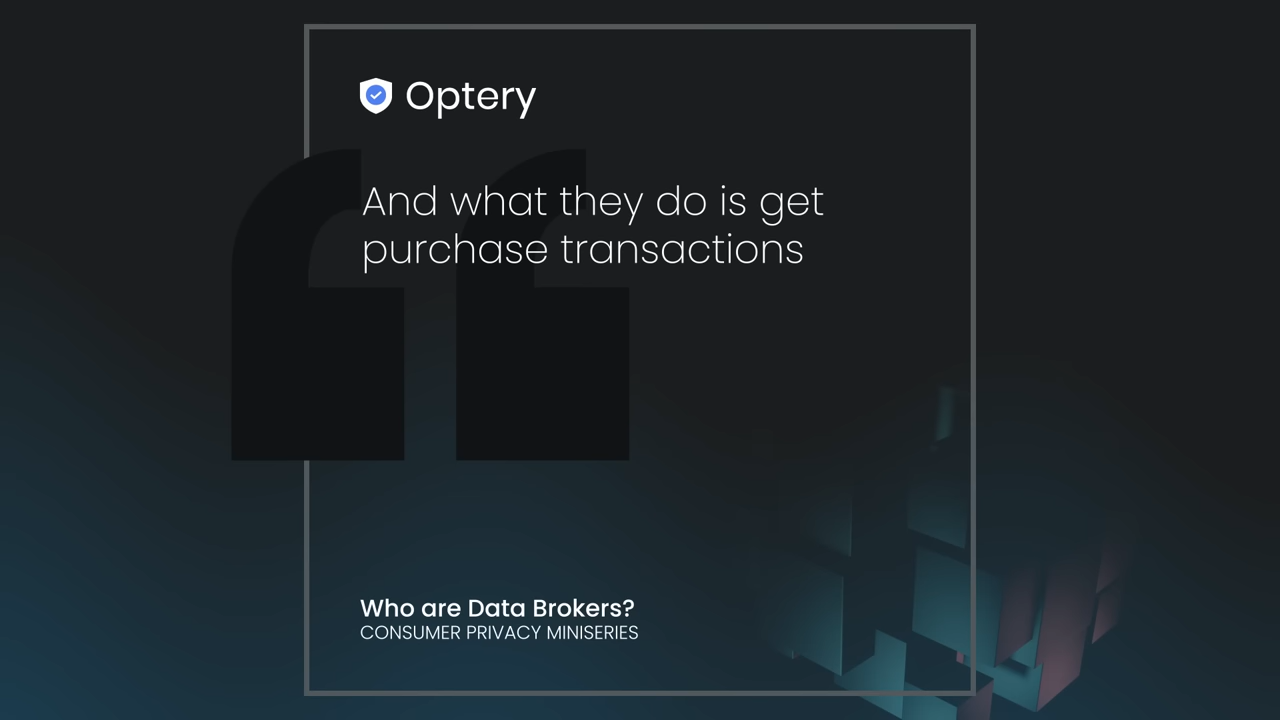 Optery
And what they do is get
purchase transactions
Who are Data Brokers?
CONSUMER PRIVACY MINISERIES